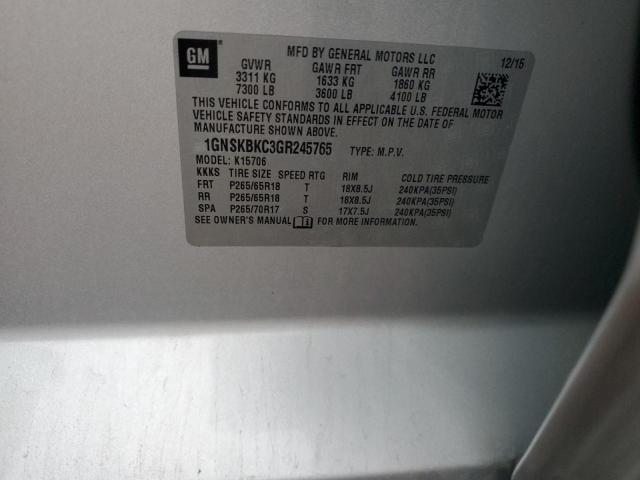 GM
MFD BY GENERAL MOTORS LLC 12/15
GVWR GAWR FRT GAWR RR
3311 KG 1633 KG 1860 KG
7300 LB 3600 LB 4100 LB
THIS VEHICLE CONFORMS TO ALL APPLICABLE U.S. FEDERAL MOTOR
VEHICLE SAFETY STANDARDS IN EFFECT ON THE DATE OF
MANUFACTURE SHOWN ABOVE.
1GNSKBKC3GR245765 TYPE: M.P.V.
MODEL: K15706
KKKS TIRE SIZE SPEED RTG RIM COLD TIRE PRESSURE
FRT P265/65R18 T 18X8.5J 240KPA(35PSI)
RR P265/65R18 T 18X8.5J 240KPA(35PSI)
SPA P265/70R17 S 17X7.5J 240KPA(35PSI)
SEE OWNER'S MANUAL FOR MORE INFORMATION.